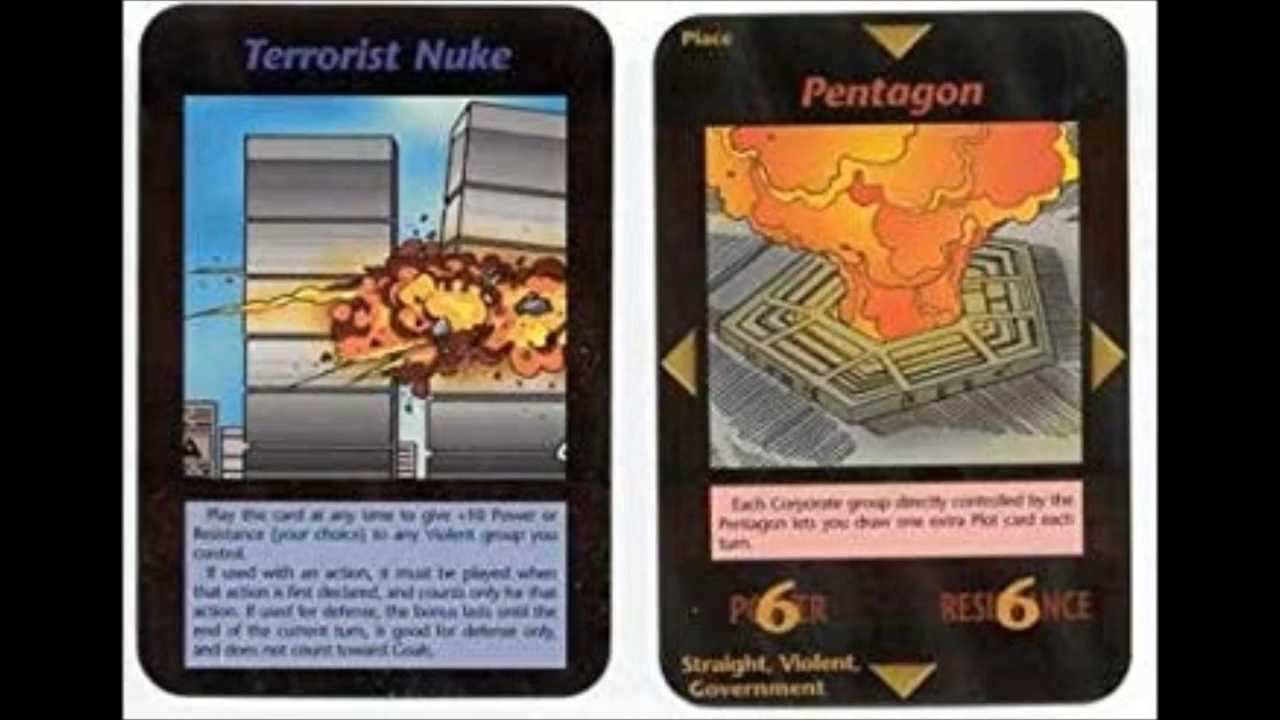 Terrorist Nuke
Play this card at any time to give +10 Power or
Resistance (your choice) to any Violent group you
control.
If used with an action, it must be played when
that action is first declared, and counts only for that
action. If used for defense, the bonus lasts until the
end of the current turn, is good for defense only,
and does not count toward Goals.
Place
Pentagon
Each Corporate group directly controlled by the
Pentagon lets you draw one extra Plot card each
turn.
POWER 6
RESISTANCE 6
Straight, Violent,
Government